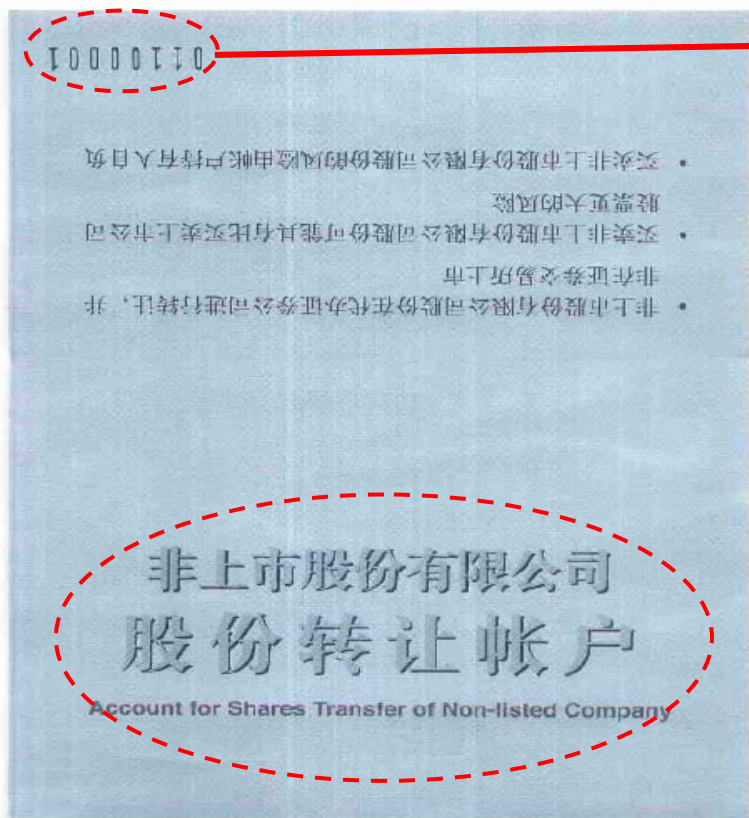 • 非上市股份有限公司股份在代办证券公司进行转让，并
非在证券交易所上市
• 买卖非上市股份有限公司股份可能具有比买卖上市公司
股票更大的风险
• 买卖非上市股份有限公司股份的风险由帐户持有人自负
01100001
非上市股份有限公司
股份转让帐户
Account for Shares Transfer of Non-listed Company